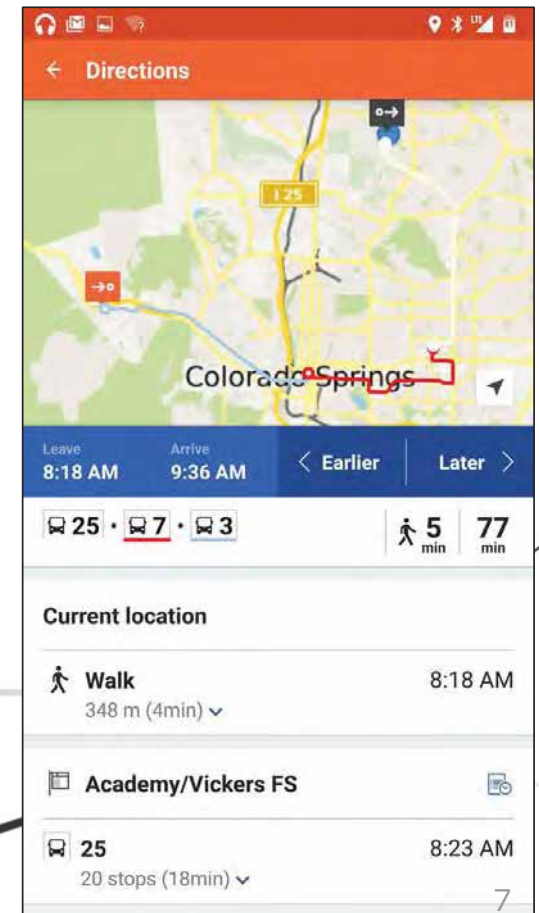 LTE
Directions
I 25
Colorado Springs
Leave
8:18 AM
Arrive
9:36 AM
Earlier
Later
25 · 7 · 3
5
min
77
min
Current location
Walk
8:18 AM
348 m (4min)
Academy/Vickers FS
25
8:23 AM
20 stops (18min)
7